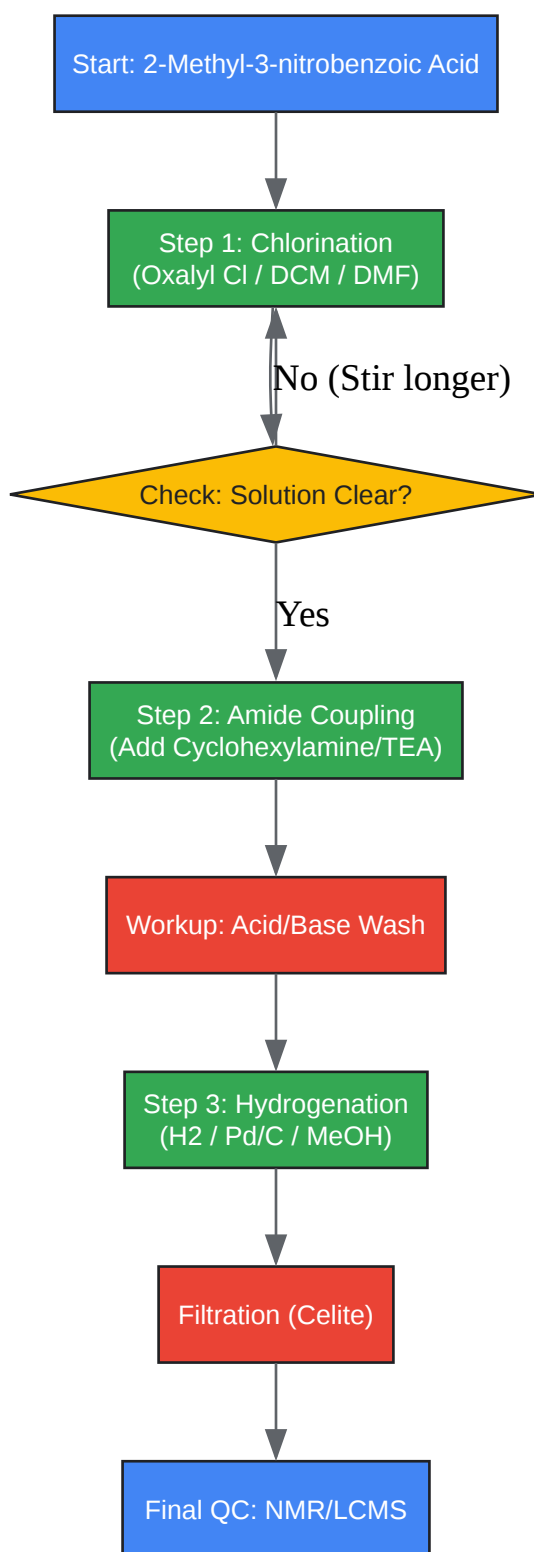 Start: 2-Methyl-3-nitrobenzoic Acid
Step 1: Chlorination
(Oxalyl Cl / DCM / DMF)
No (Stir longer)
Check: Solution Clear?
Yes
Step 2: Amide Coupling
(Add Cyclohexylamine/TEA)
Workup: Acid/Base Wash
Step 3: Hydrogenation
(H2 / Pd/C / MeOH)
Filtration (Celite)
Final QC: NMR/LCMS